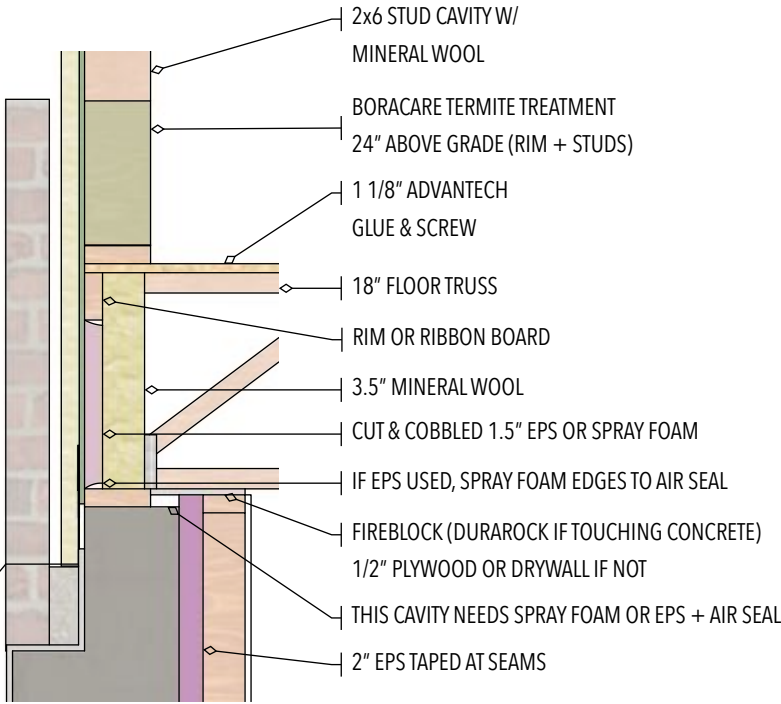 2x6 STUD CAVITY W/
MINERAL WOOL
BORACARE TERMITE TREATMENT
24" ABOVE GRADE (RIM + STUDS)
1 1/8" ADVANTECH
GLUE & SCREW
18" FLOOR TRUSS
RIM OR RIBBON BOARD
3.5" MINERAL WOOL
CUT & COBBLED 1.5" EPS OR SPRAY FOAM
IF EPS USED, SPRAY FOAM EDGES TO AIR SEAL
FIREBLOCK (DURAROCK IF TOUCHING CONCRETE)
1/2" PLYWOOD OR DRYWALL IF NOT
THIS CAVITY NEEDS SPRAY FOAM OR EPS + AIR SEAL
2" EPS TAPED AT SEAMS